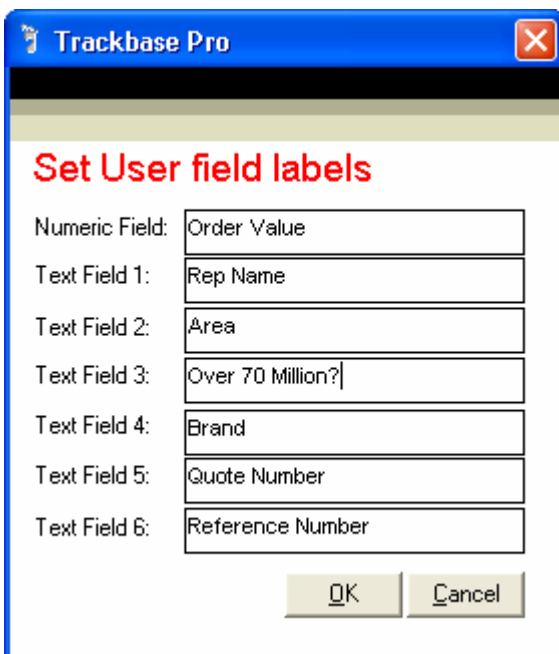 Trackbase Pro
Set User field labels
Numeric Field: Order Value
Text Field 1: Rep Name
Text Field 2: Area
Text Field 3: Over 70 Million?
Text Field 4: Brand
Text Field 5: Quote Number
Text Field 6: Reference Number
OK Cancel